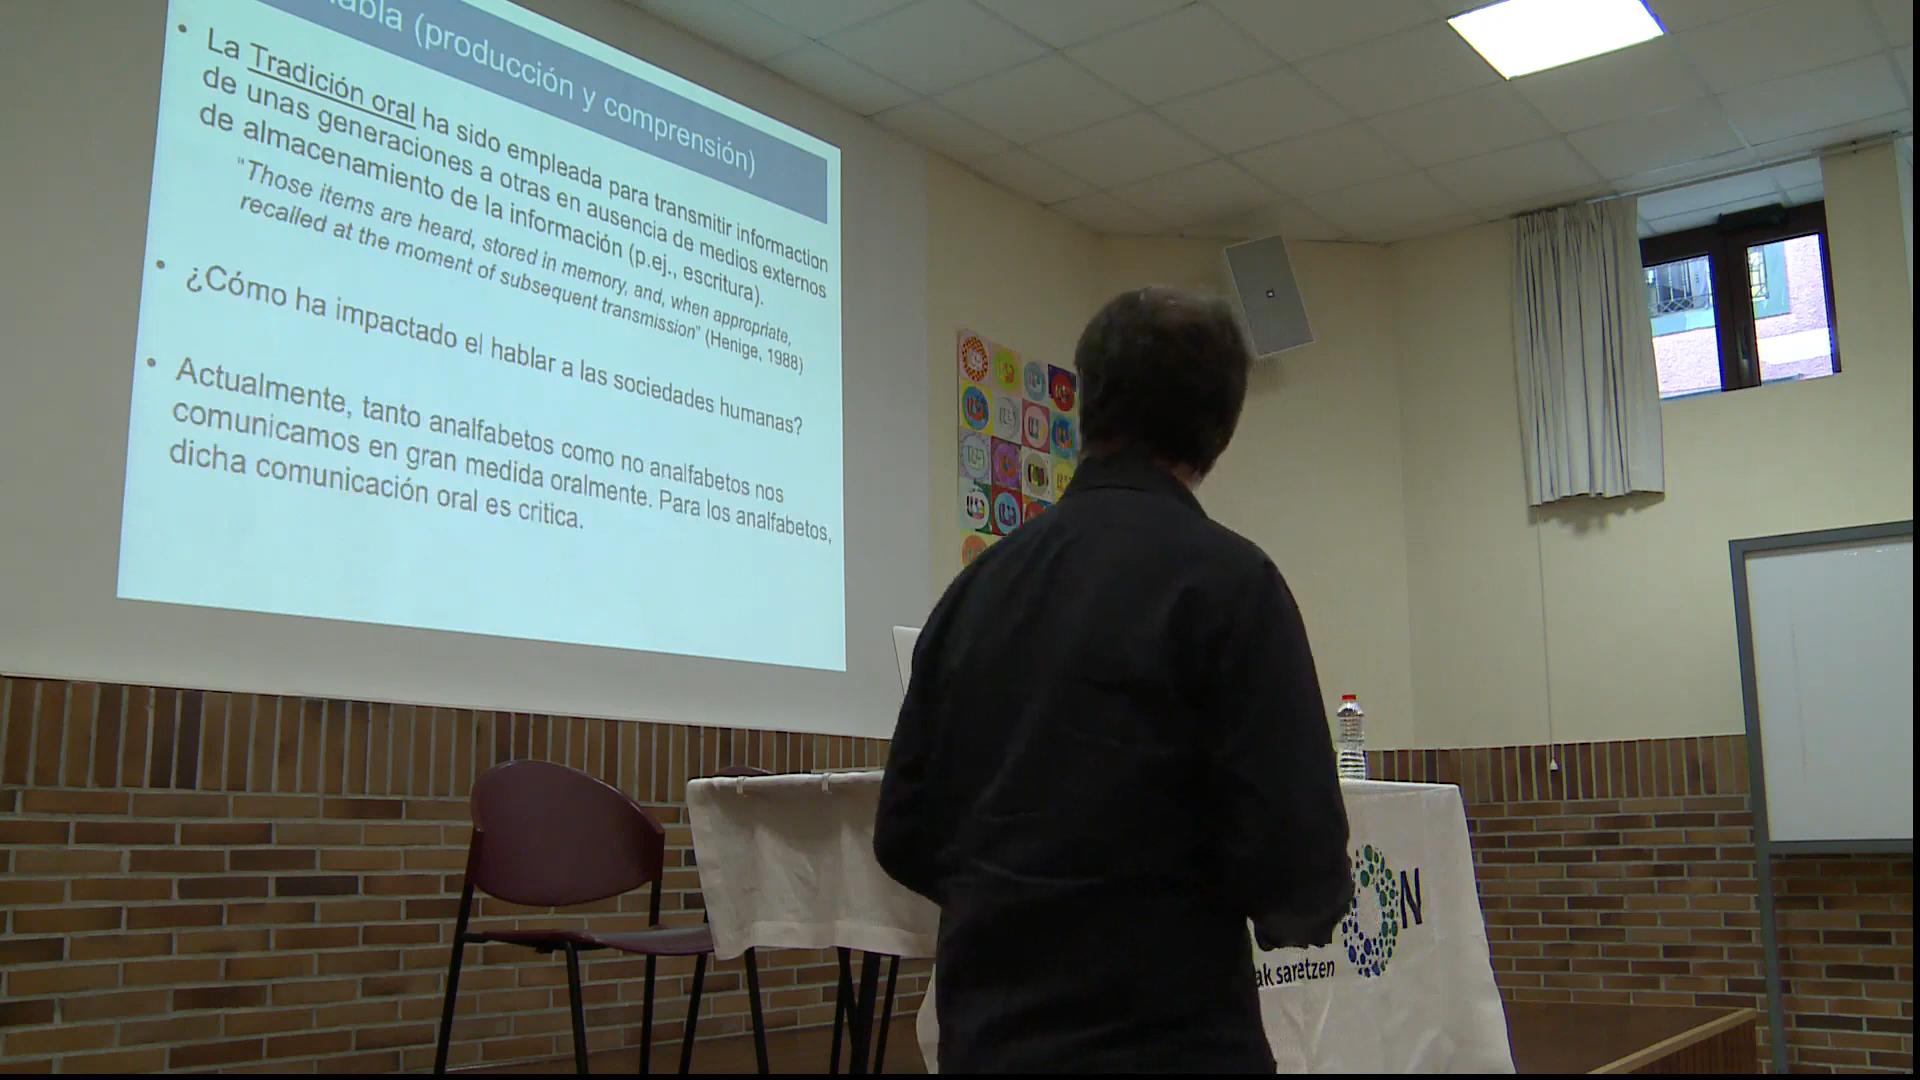 habla (producción y comprensión)
• La Tradición oral ha sido empleada para transmitir informaction
de unas generaciones a otras en ausencia de medios externos
de almacenamiento de la información (p.ej., escritura).
“Those items are heard, stored in memory, and, when appropriate,
recalled at the moment of subsequent transmission” (Henige, 1988)
• ¿Cómo ha impactado el hablar a las sociedades humanas?
• Actualmente, tanto analfabetos como no analfabetos nos
comunicamos en gran medida oralmente. Para los analfabetos,
dicha comunicación oral es critica.
ON
ak saretzen